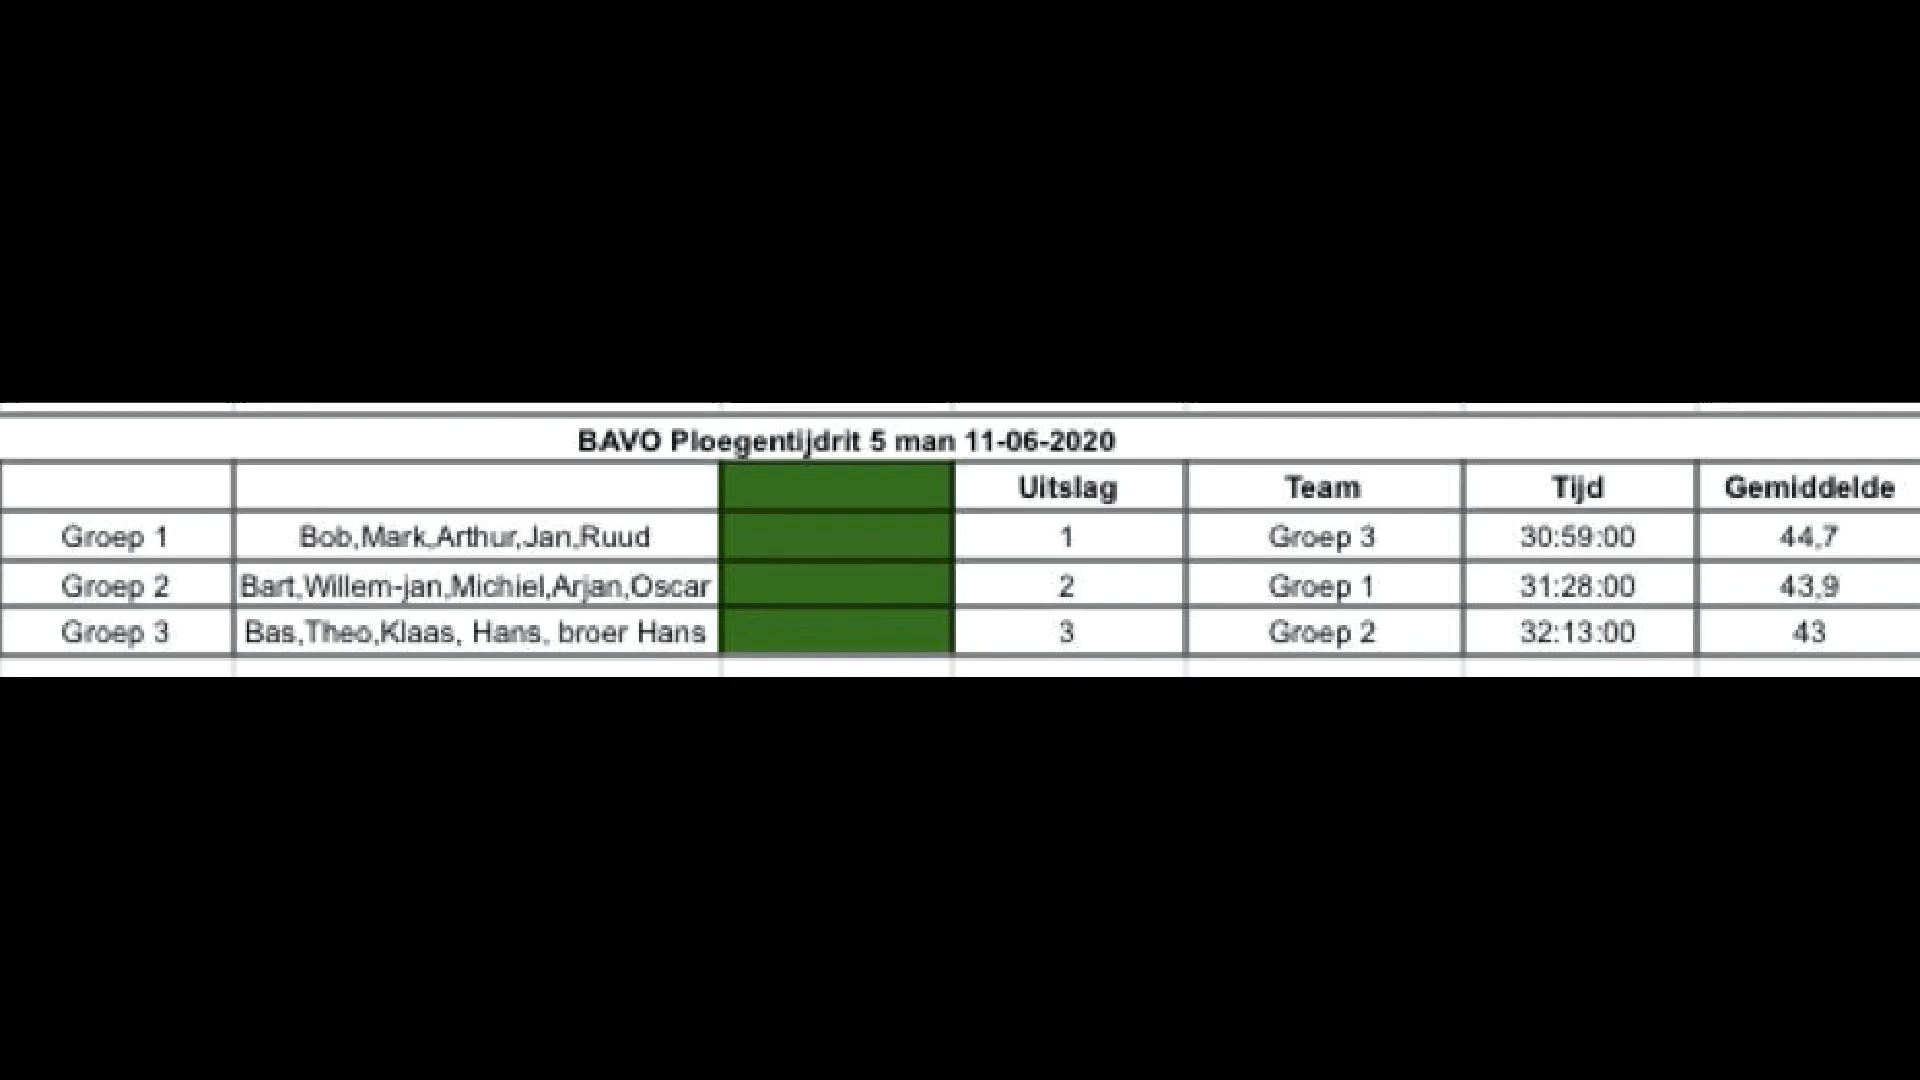 BAVO Ploegentijdrit 5 man 11-06-2020
Uitslag Team Tijd Gemiddelde
Groep 1 Bob,Mark,Arthur,Jan,Ruud 1 Groep 3 30:59:00 44,7
Groep 2 Bart,Willem-jan,Michiel,Arjan,Oscar 2 Groep 1 31:28:00 43,9
Groep 3 Bas,Theo,Klaas, Hans, broer Hans 3 Groep 2 32:13:00 43